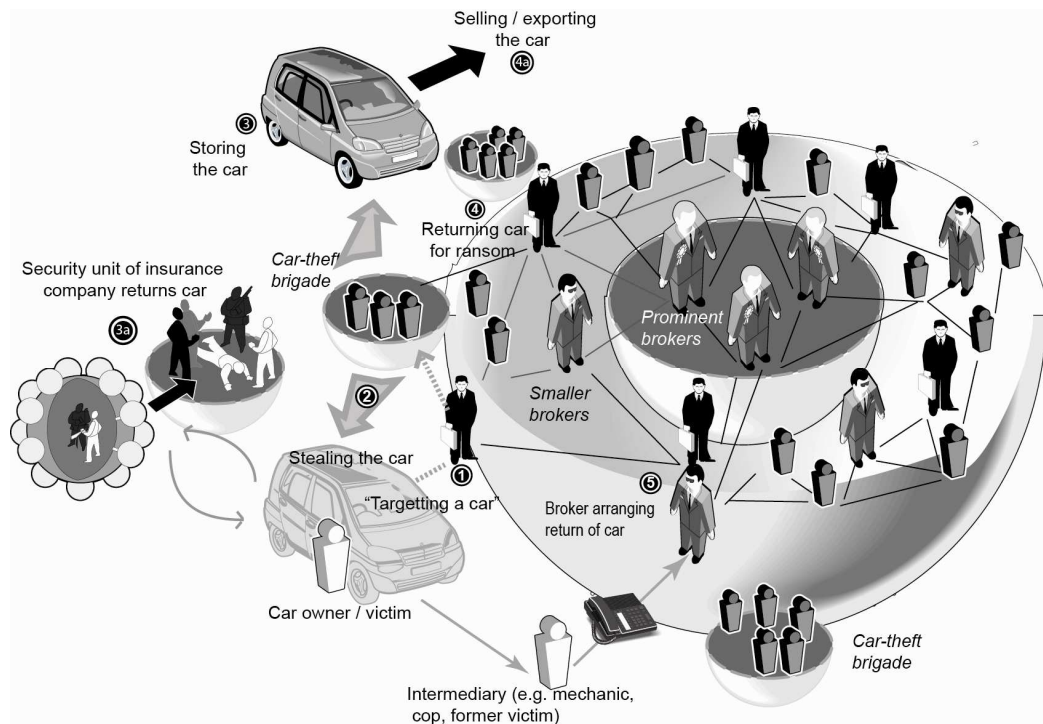 Selling / exporting
the car
4a
3
Storing
the car
4
Returning car
for ransom
Car-theft
brigade
Security unit of insurance
company returns car
3a
Prominent
brokers
Smaller
brokers
2
Stealing the car
1
“Targetting a car”
5
Broker arranging
return of car
Car owner / victim
Car-theft
brigade
Intermediary (e.g. mechanic,
cop, former victim)